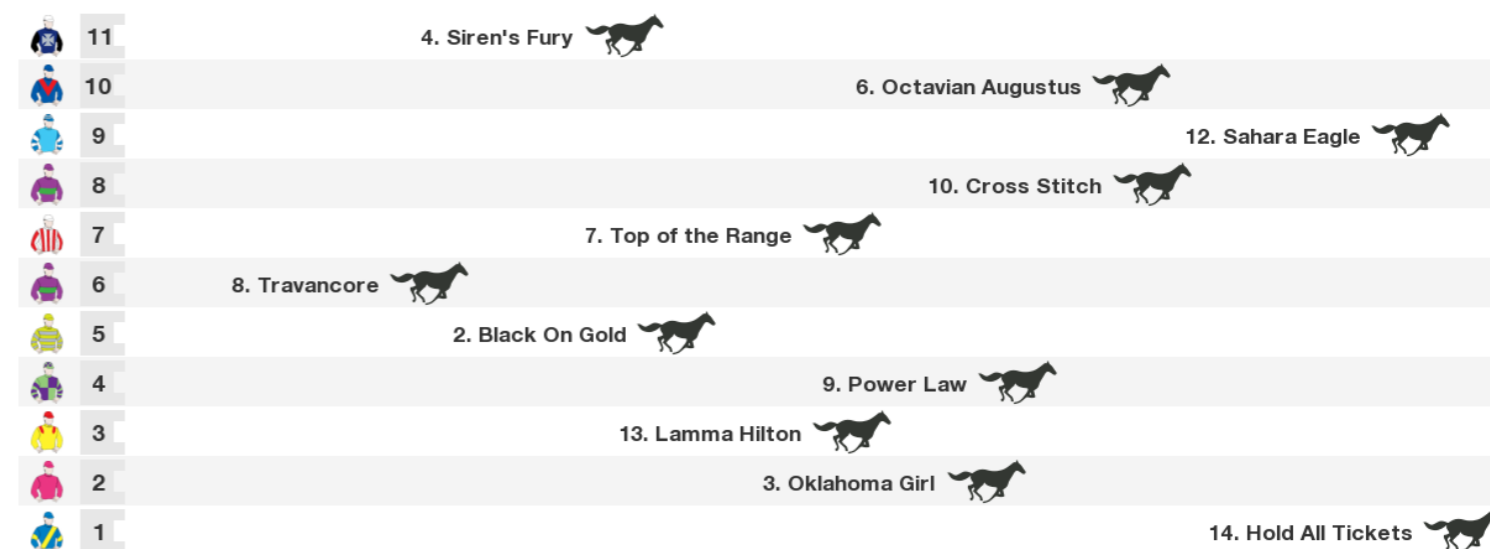 11 4. Siren's Fury
10 6. Octavian Augustus
9 12. Sahara Eagle
8 10. Cross Stitch
7 7. Top of the Range
6 8. Travancore
5 2. Black On Gold
4 9. Power Law
3 13. Lamma Hilton
2 3. Oklahoma Girl
1 14. Hold All Tickets